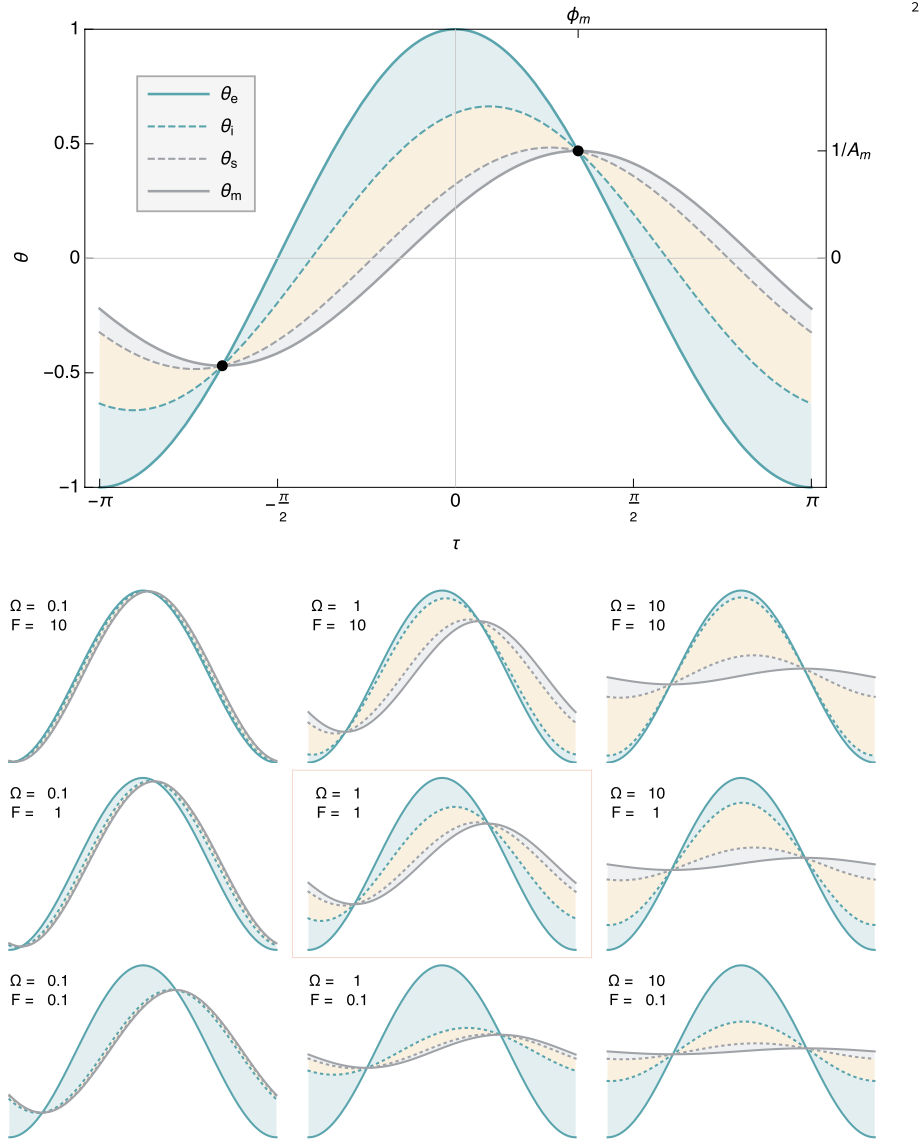 2
ϕm
1
0.5
0
−0.5
−1
θ
θe
θi
θs
θm
1/Am
0
−π
−π/2
0
π/2
π
τ
Ω = 0.1
F = 10
Ω = 1
F = 10
Ω = 10
F = 10
Ω = 0.1
F = 1
Ω = 1
F = 1
Ω = 10
F = 1
Ω = 0.1
F = 0.1
Ω = 1
F = 0.1
Ω = 10
F = 0.1